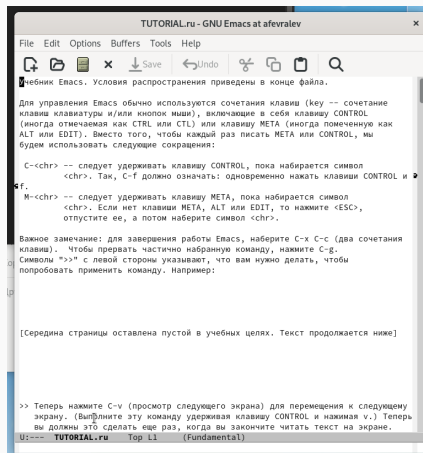 TUTORIAL.ru - GNU Emacs at afevralev
File Edit Options Buffers Tools Help
Save Undo
Учебник Emacs. Условия распространения приведены в конце файла.
Для управления Emacs обычно используются сочетания клавиш (key -- сочетание
клавиш клавиатуры и/или кнопок мыши), включающие в себя клавишу CONTROL
(иногда отмечаемая как CTRL или CTL) или клавишу META (иногда помеченную как
ALT или EDIT). Вместо того, чтобы каждый раз писать META или CONTROL, мы
будем использовать следующие сокращения:
C-<chr> -- следует удерживать клавишу CONTROL, пока набирается символ
<chr>. Так, C-f должно означать: одновременно нажать клавиши CONTROL и
f.
M-<chr> -- следует удерживать клавишу META, пока набирается символ
<chr>. Если нет клавиши META, ALT или EDIT, то нажмите <ESC>,
отпустите ее, а потом наберите символ <chr>.
Важное замечание: для завершения работы Emacs, наберите C-x C-c (два сочетания
клавиш). Чтобы прервать частично набранную команду, нажмите C-g.
Символы ">>" с левой стороны указывают, что вам нужно делать, чтобы
попробовать применить команду. Например:
[Середина страницы оставлена пустой в учебных целях. Текст продолжается ниже]
>> Теперь нажмите C-v (просмотр следующего экрана) для перемещения к следующему
экрану. (Выполните эту команду удерживая клавишу CONTROL и нажимая v.) Теперь
вы должны это сделать еще раз, когда вы закончите читать текст на экране.
U:--- TUTORIAL.ru Top L1 (Fundamental)